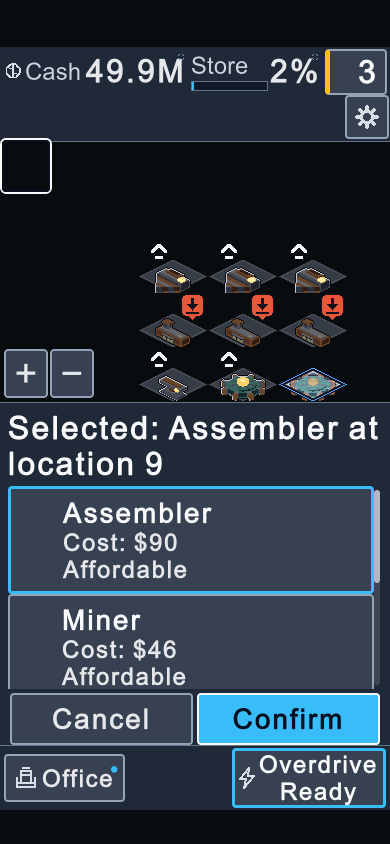 Cash 49.9M Store 2% 3
+ −
Selected: Assembler at
location 9
Assembler
Cost: $90
Affordable
Miner
Cost: $46
Affordable
Cancel Confirm
Office
Overdrive
Ready